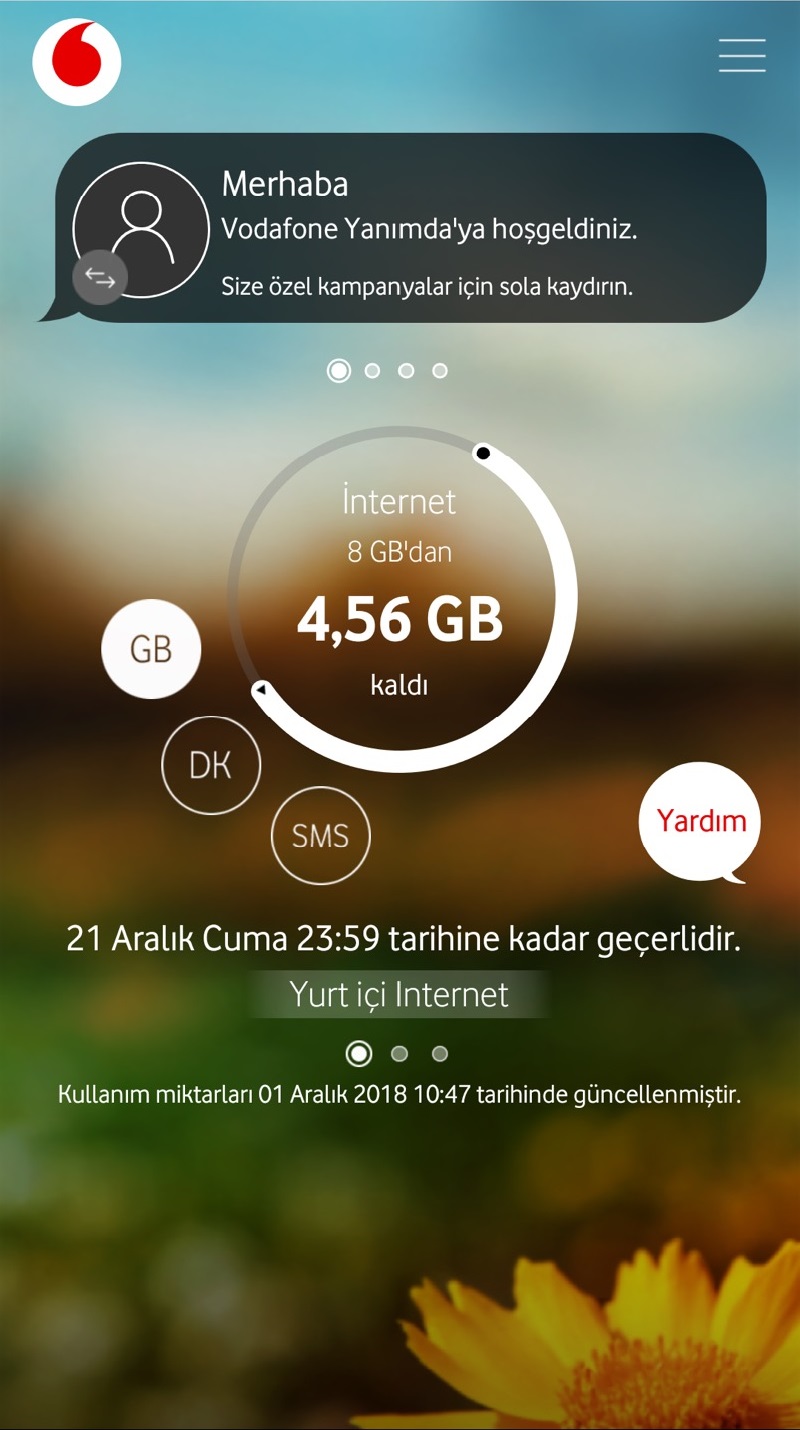 Merhaba
Vodafone Yanımda'ya hoşgeldiniz.
Size özel kampanyalar için sola kaydırın.
İnternet
8 GB'dan
4,56 GB
kaldı
GB
DK
SMS
Yardım
21 Aralık Cuma 23:59 tarihine kadar geçerlidir.
Yurt içi Internet
Kullanım miktarları 01 Aralık 2018 10:47 tarihinde güncellenmiştir.